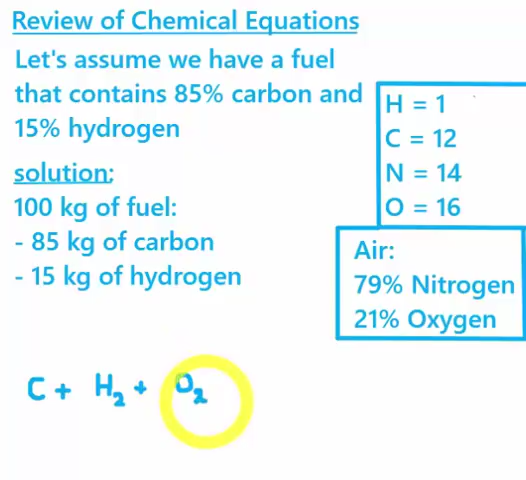 Review of Chemical Equations
Let's assume we have a fuel
that contains 85% carbon and
15% hydrogen
solution:
100 kg of fuel:
- 85 kg of carbon
- 15 kg of hydrogen
H = 1
C = 12
N = 14
O = 16
Air:
79% Nitrogen
21% Oxygen
C + H₂ + O₂